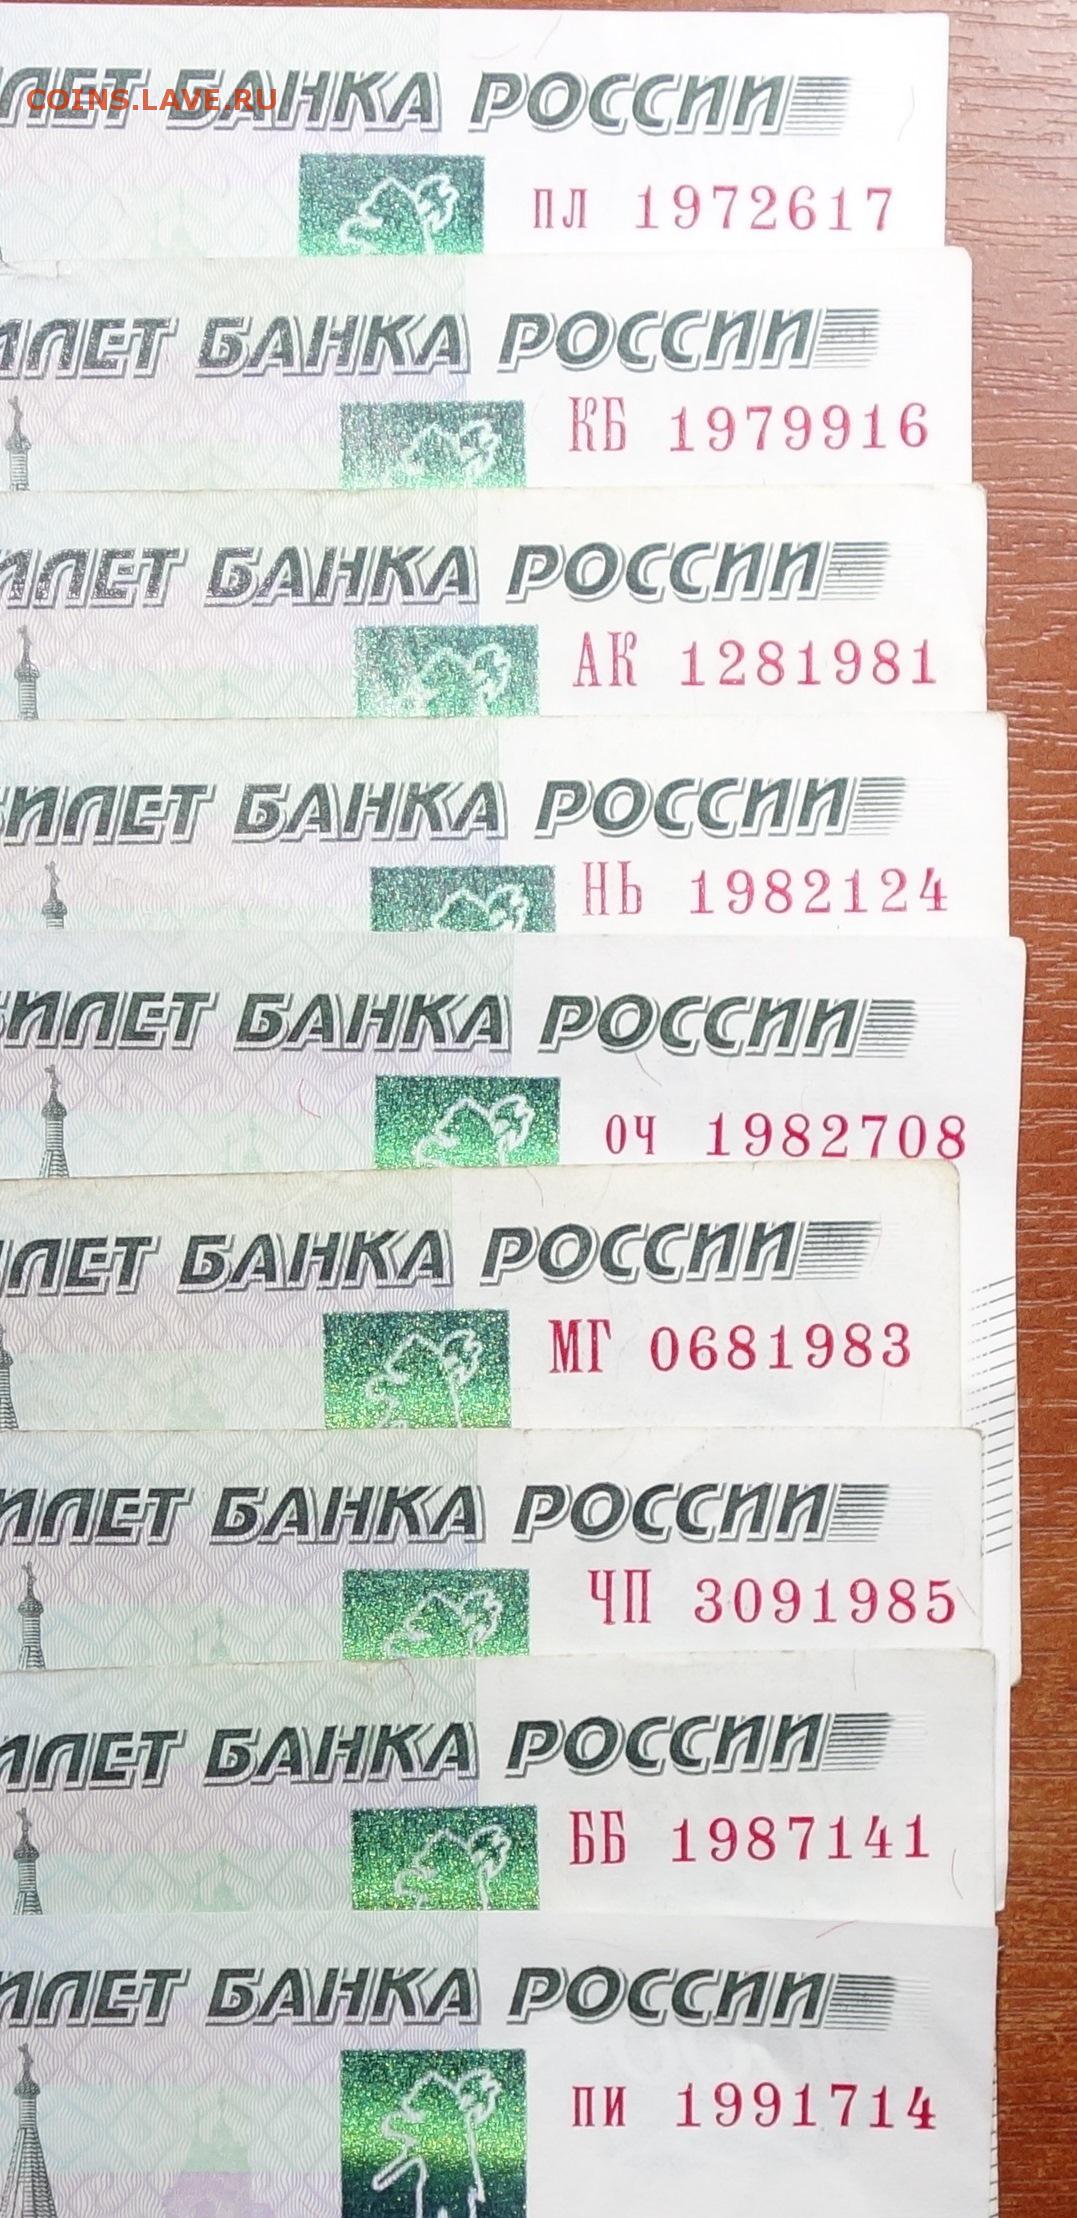 ИЛЕТ БАНКА РОССИИ
COINS.LAVE.RU
пл 1972617
ИЛЕТ БАНКА РОССИИ
КБ 1979916
ИЛЕТ БАНКА РОССИИ
АК 1281981
БИЛЕТ БАНКА РОССИИ
НЬ 1982124
БИЛЕТ БАНКА РОССИИ
ОЧ 1982708
ИЛЕТ БАНКА РОССИИ
МГ 0681983
ИЛЕТ БАНКА РОССИИ
ЧП 3091985
ИЛЕТ БАНКА РОССИИ
ББ 1987141
ИЛЕТ БАНКА РОССИИ
пи 1991714